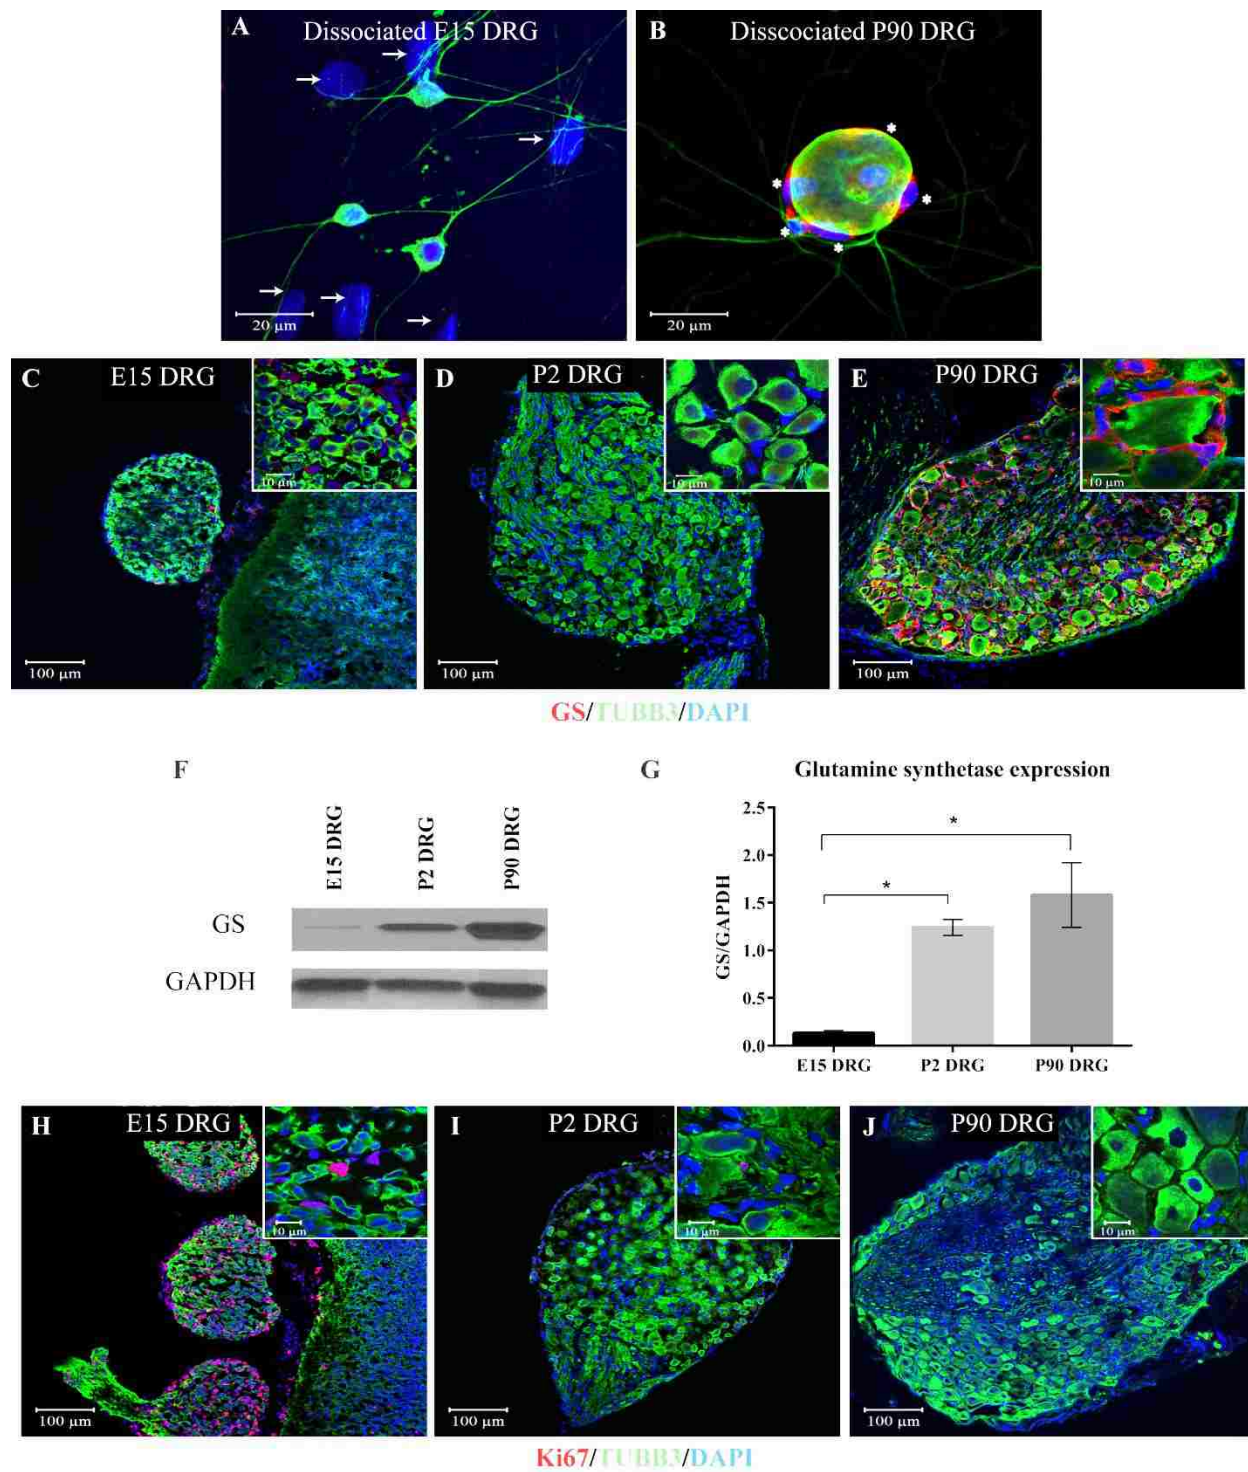 A Dissociated E15 DRG
20 µm
B Disscociated P90 DRG
20 µm
C E15 DRG
10 µm
100 µm
D P2 DRG
10 µm
100 µm
E P90 DRG
10 µm
100 µm
GS/TUBB3/DAPI
F
E15 DRG
P2 DRG
P90 DRG
GS
GAPDH
G
Glutamine synthetase expression
GS/GAPDH
2.5
2.0
1.5
1.0
0.5
0.0
*
*
E15 DRG P2 DRG P90 DRG
H E15 DRG
10 µm
100 µm
I P2 DRG
10 µm
100 µm
J P90 DRG
10 µm
100 µm
Ki67/TUBB3/DAPI